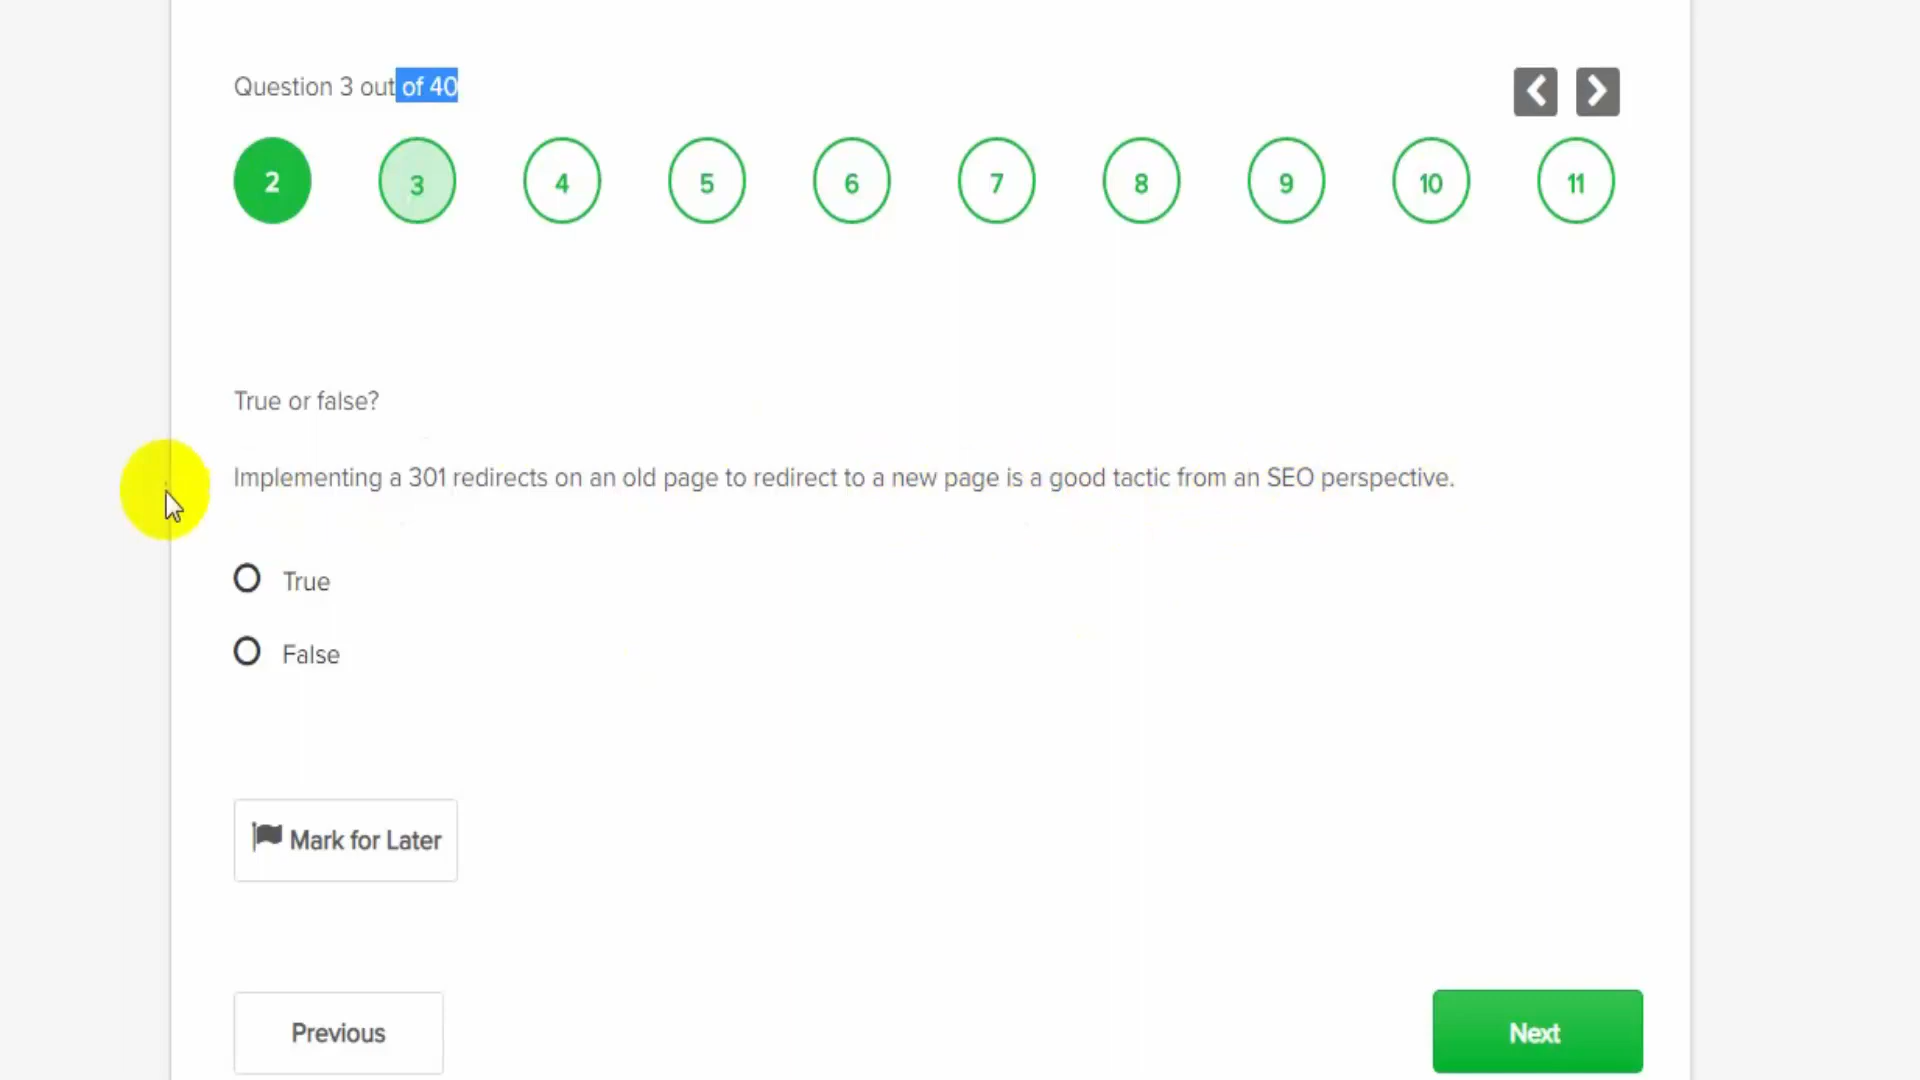 Question 3 out of 40
2 3 4 5 6 7 8 9 10 11
True or false?
Implementing a 301 redirects on an old page to redirect to a new page is a good tactic from an SEO perspective.
True
False
Mark for Later
Previous
Next